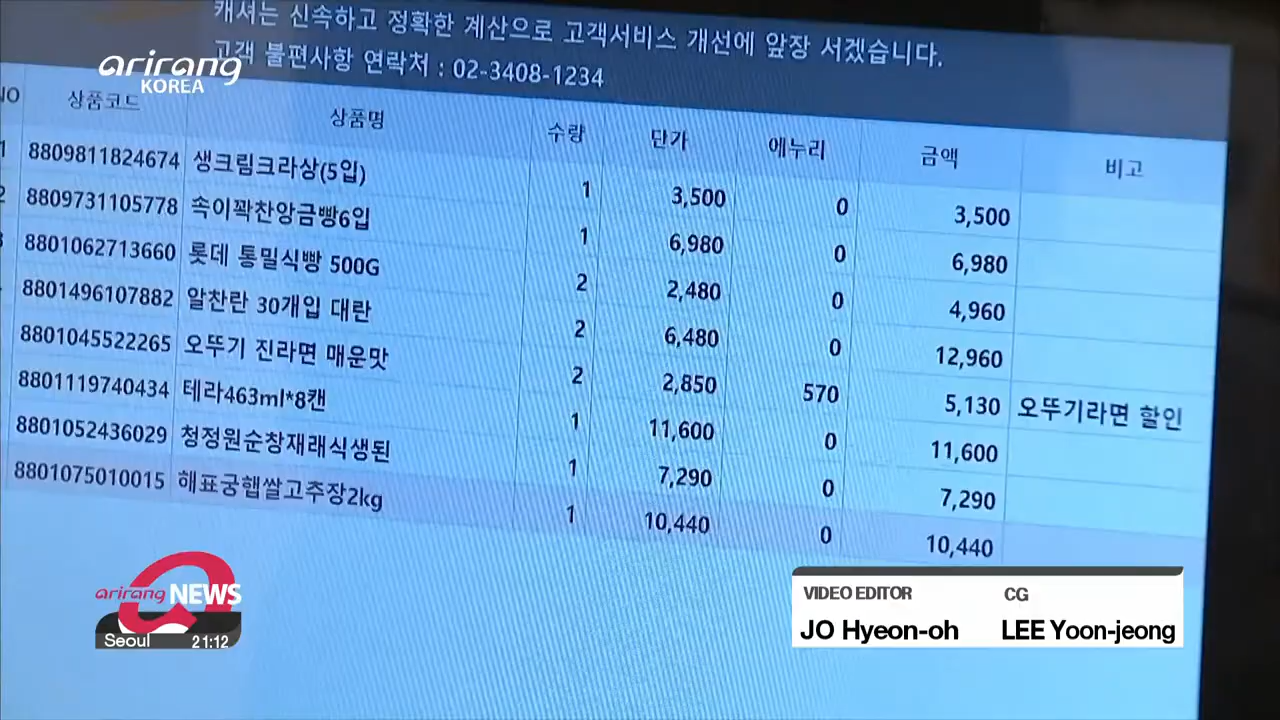 캐셔는 신속하고 정확한 계산으로 고객서비스 개선에 앞장 서겠습니다.
고객 불편사항 연락처 : 02-3408-1234
arirang
KOREA
NO 상품코드 상품명 수량 단가 에누리 금액 비고
1 8809811824674 생크림크라상(5입) 1 3,500 0 3,500
2 8809731105778 속이꽉찬앙금빵6입 1 6,980 0 6,980
8801062713660 롯데 통밀식빵 500G 2 2,480 0 4,960
8801496107882 알찬란 30개입 대란 2 6,480 0 12,960
8801045522265 오뚜기 진라면 매운맛 2 2,850 570 5,130 오뚜기라면 할인
8801119740434 테라463ml*8캔 1 11,600 0 11,600
8801052436029 청정원순창재래식생된 1 7,290 0 7,290
8801075010015 해표궁햅쌀고추장2kg 1 10,440 0 10,440
arirang NEWS
Seoul 21:12
VIDEO EDITOR CG
JO Hyeon-oh LEE Yoon-jeong